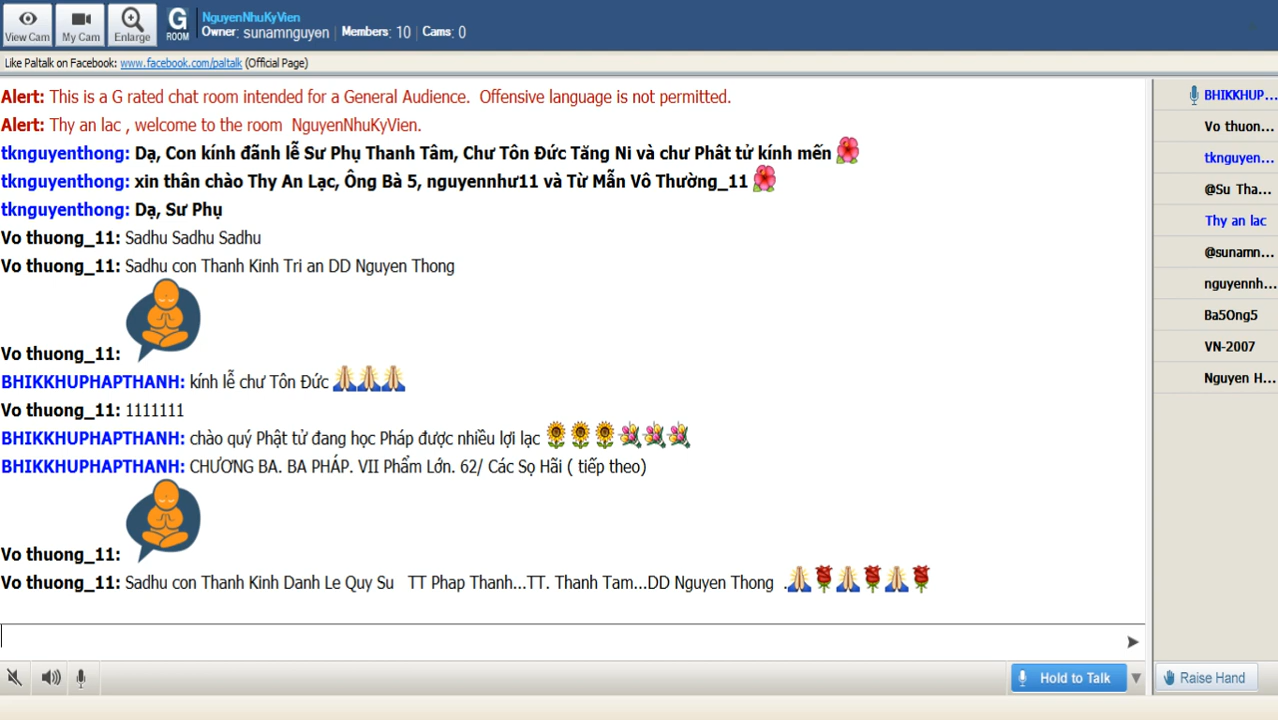 View Cam
My Cam
Enlarge
G
ROOM
NguyenNhuKyVien
Owner: sunamnguyen Members: 10 Cams: 0
Like Paltalk on Facebook: www.facebook.com/paltalk (Official Page)
Alert: This is a G rated chat room intended for a General Audience. Offensive language is not permitted.
Alert: Thy an lac , welcome to the room NguyenNhuKyVien.
tknguyenthong: Dạ, Con kính đãnh lễ Sư Phụ Thanh Tâm, Chư Tôn Đức Tăng Ni và chư Phât tử kính mến
tknguyenthong: xin thân chào Thy An Lạc, Ông Bà 5, nguyennhư11 và Từ Mẫn Vô Thường_11
tknguyenthong: Dạ, Sư Phụ
Vo thuong_11: Sadhu Sadhu Sadhu
Vo thuong_11: Sadhu con Thanh Kinh Tri an DD Nguyen Thong
Vo thuong_11:
BHIKKHUPHAPTHANH: kính lễ chư Tôn Đức
Vo thuong_11: 1111111
BHIKKHUPHAPTHANH: chào quý Phật tử đang học Pháp được nhiều lợi lạc
BHIKKHUPHAPTHANH: CHƯƠNG BA. BA PHÁP. VII Phẩm Lớn. 62/ Các Sọ Hãi ( tiếp theo)
Vo thuong_11:
Vo thuong_11: Sadhu con Thanh Kinh Danh Le Quy Su TT Phap Thanh...TT. Thanh Tam...DD Nguyen Thong .
BHIKKHUP...
Vo thuon...
tknguyen...
@Su Tha...
Thy an lac
@sunamn...
nguyennh...
Ba5Ong5
VN-2007
Nguyen H...
Hold to Talk
Raise Hand